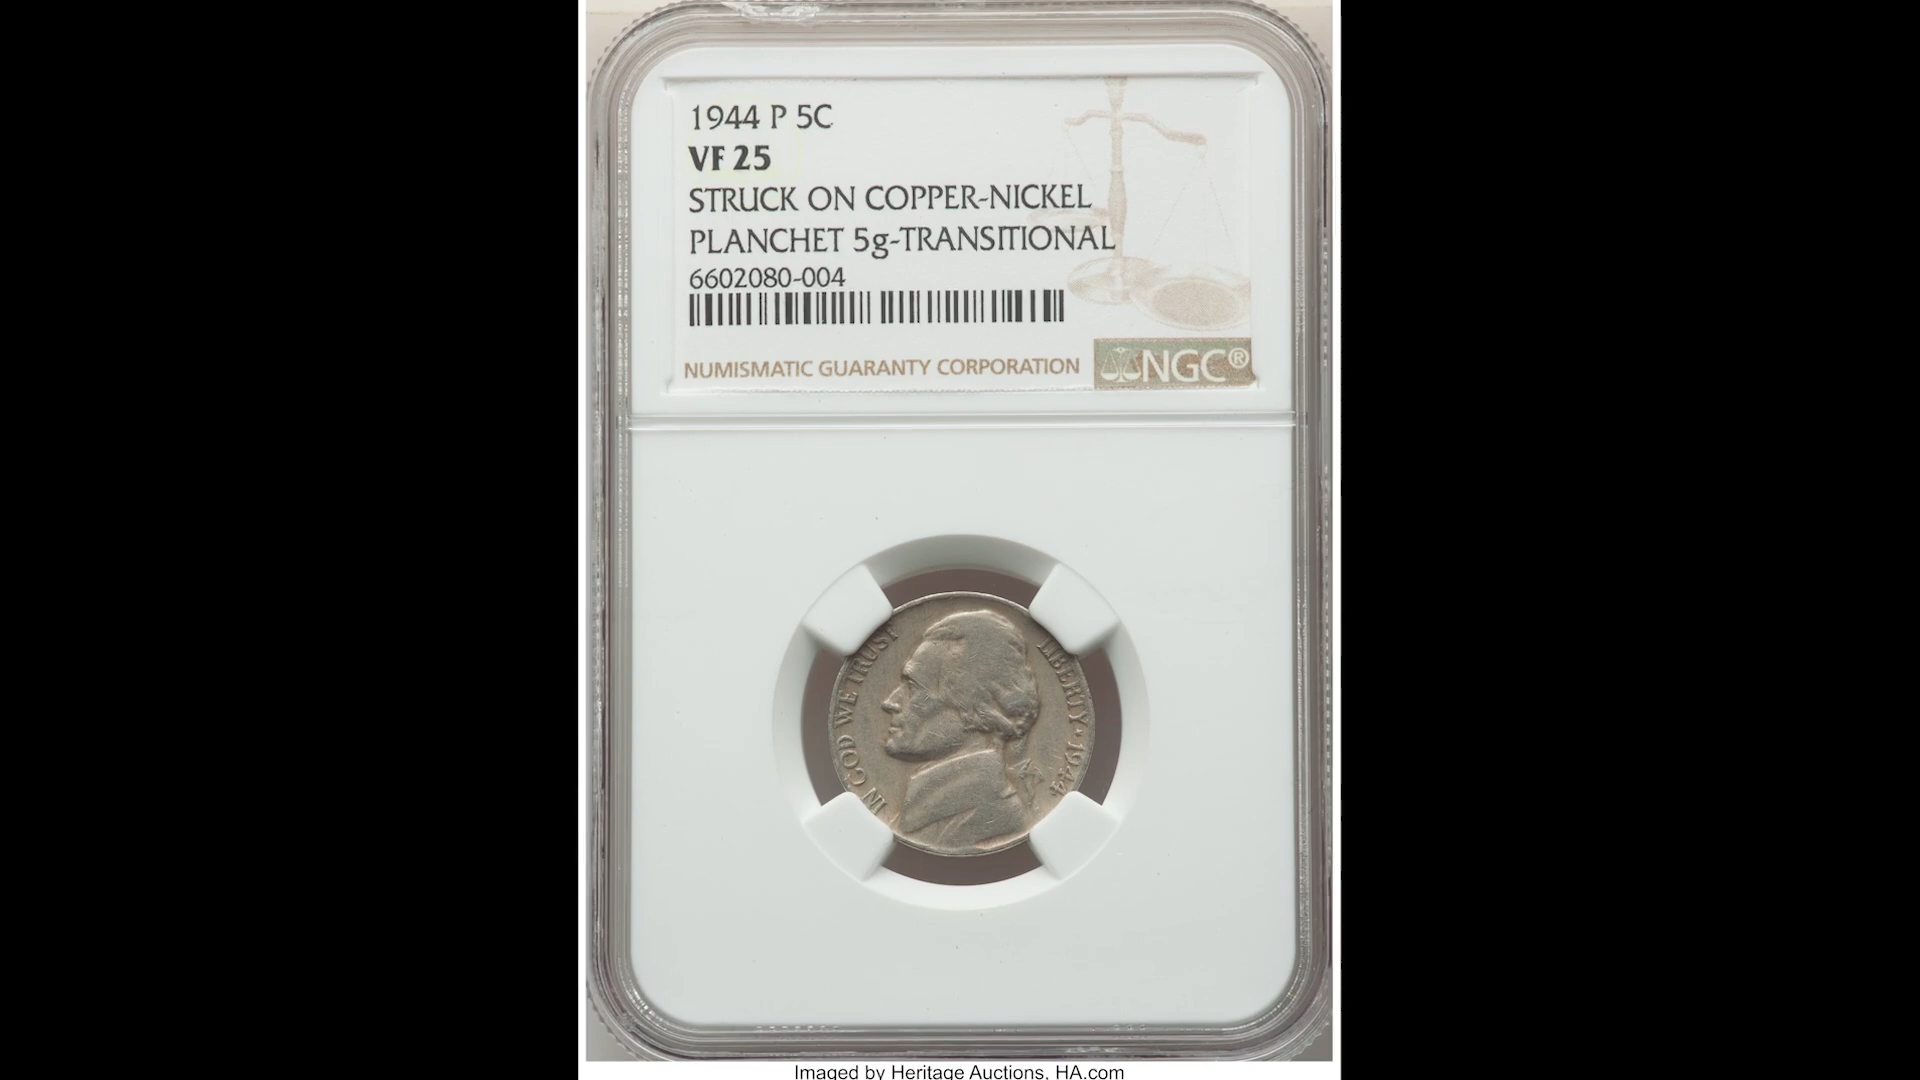 1944 P 5C
VF 25
STRUCK ON COPPER-NICKEL
PLANCHET 5g-TRANSITIONAL
6602080-004
NUMISMATIC GUARANTY CORPORATION
NGC®
IN GOD WE TRUST
LIBERTY · 1944
Imaged by Heritage Auctions, HA.com